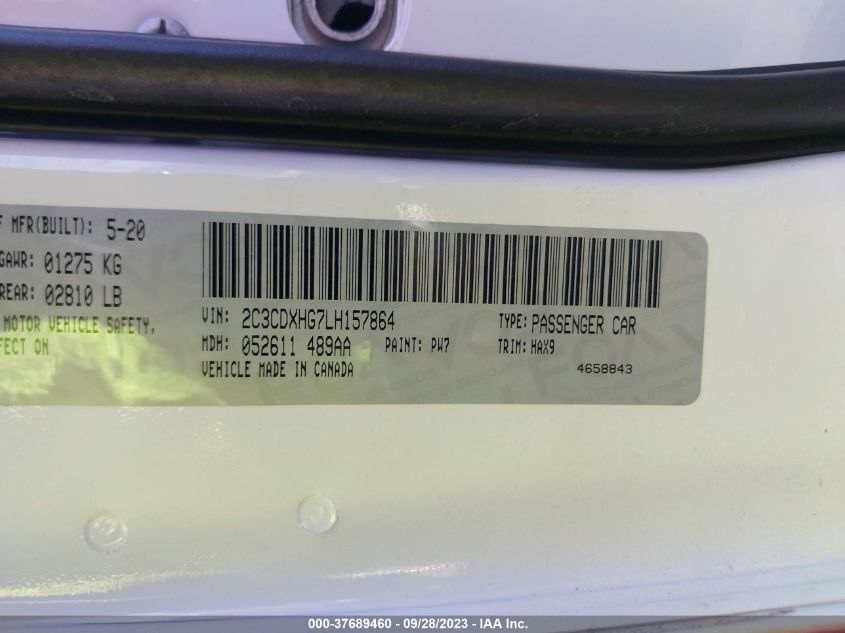 F MFR(BUILT): 5-20
GAWR: 01275 KG
REAR: 02810 LB
MOTOR VEHICLE SAFETY,
FECT ON
VIN: 2C3CDXHG7LH157864
TYPE: PASSENGER CAR
MDH: 052611 489AA PAINT: PW7 TRIM: HAX9
VEHICLE MADE IN CANADA
4658843
000-37689460 - 09/28/2023 - IAA Inc.